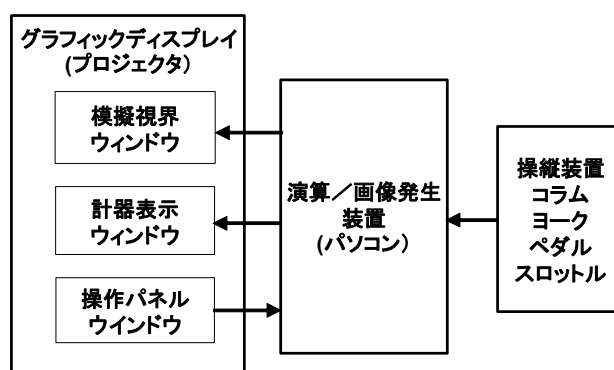 グラフィックディスプレイ
(プロジェクタ)
模擬視界
ウィンドウ
計器表示
ウィンドウ
操作パネル
ウインドウ
演算／画像発生
装置
(パソコン)
操縦装置
コラム
ヨーク
ペダル
スロットル